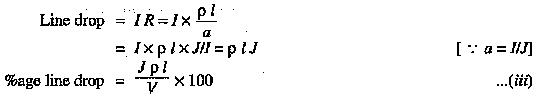 Line drop = I R = I × ρ l / a
= I × ρ l × J/I = ρ l J [ ∵ a = I/J]
%age line drop = J ρ l / V × 100 ...(iii)